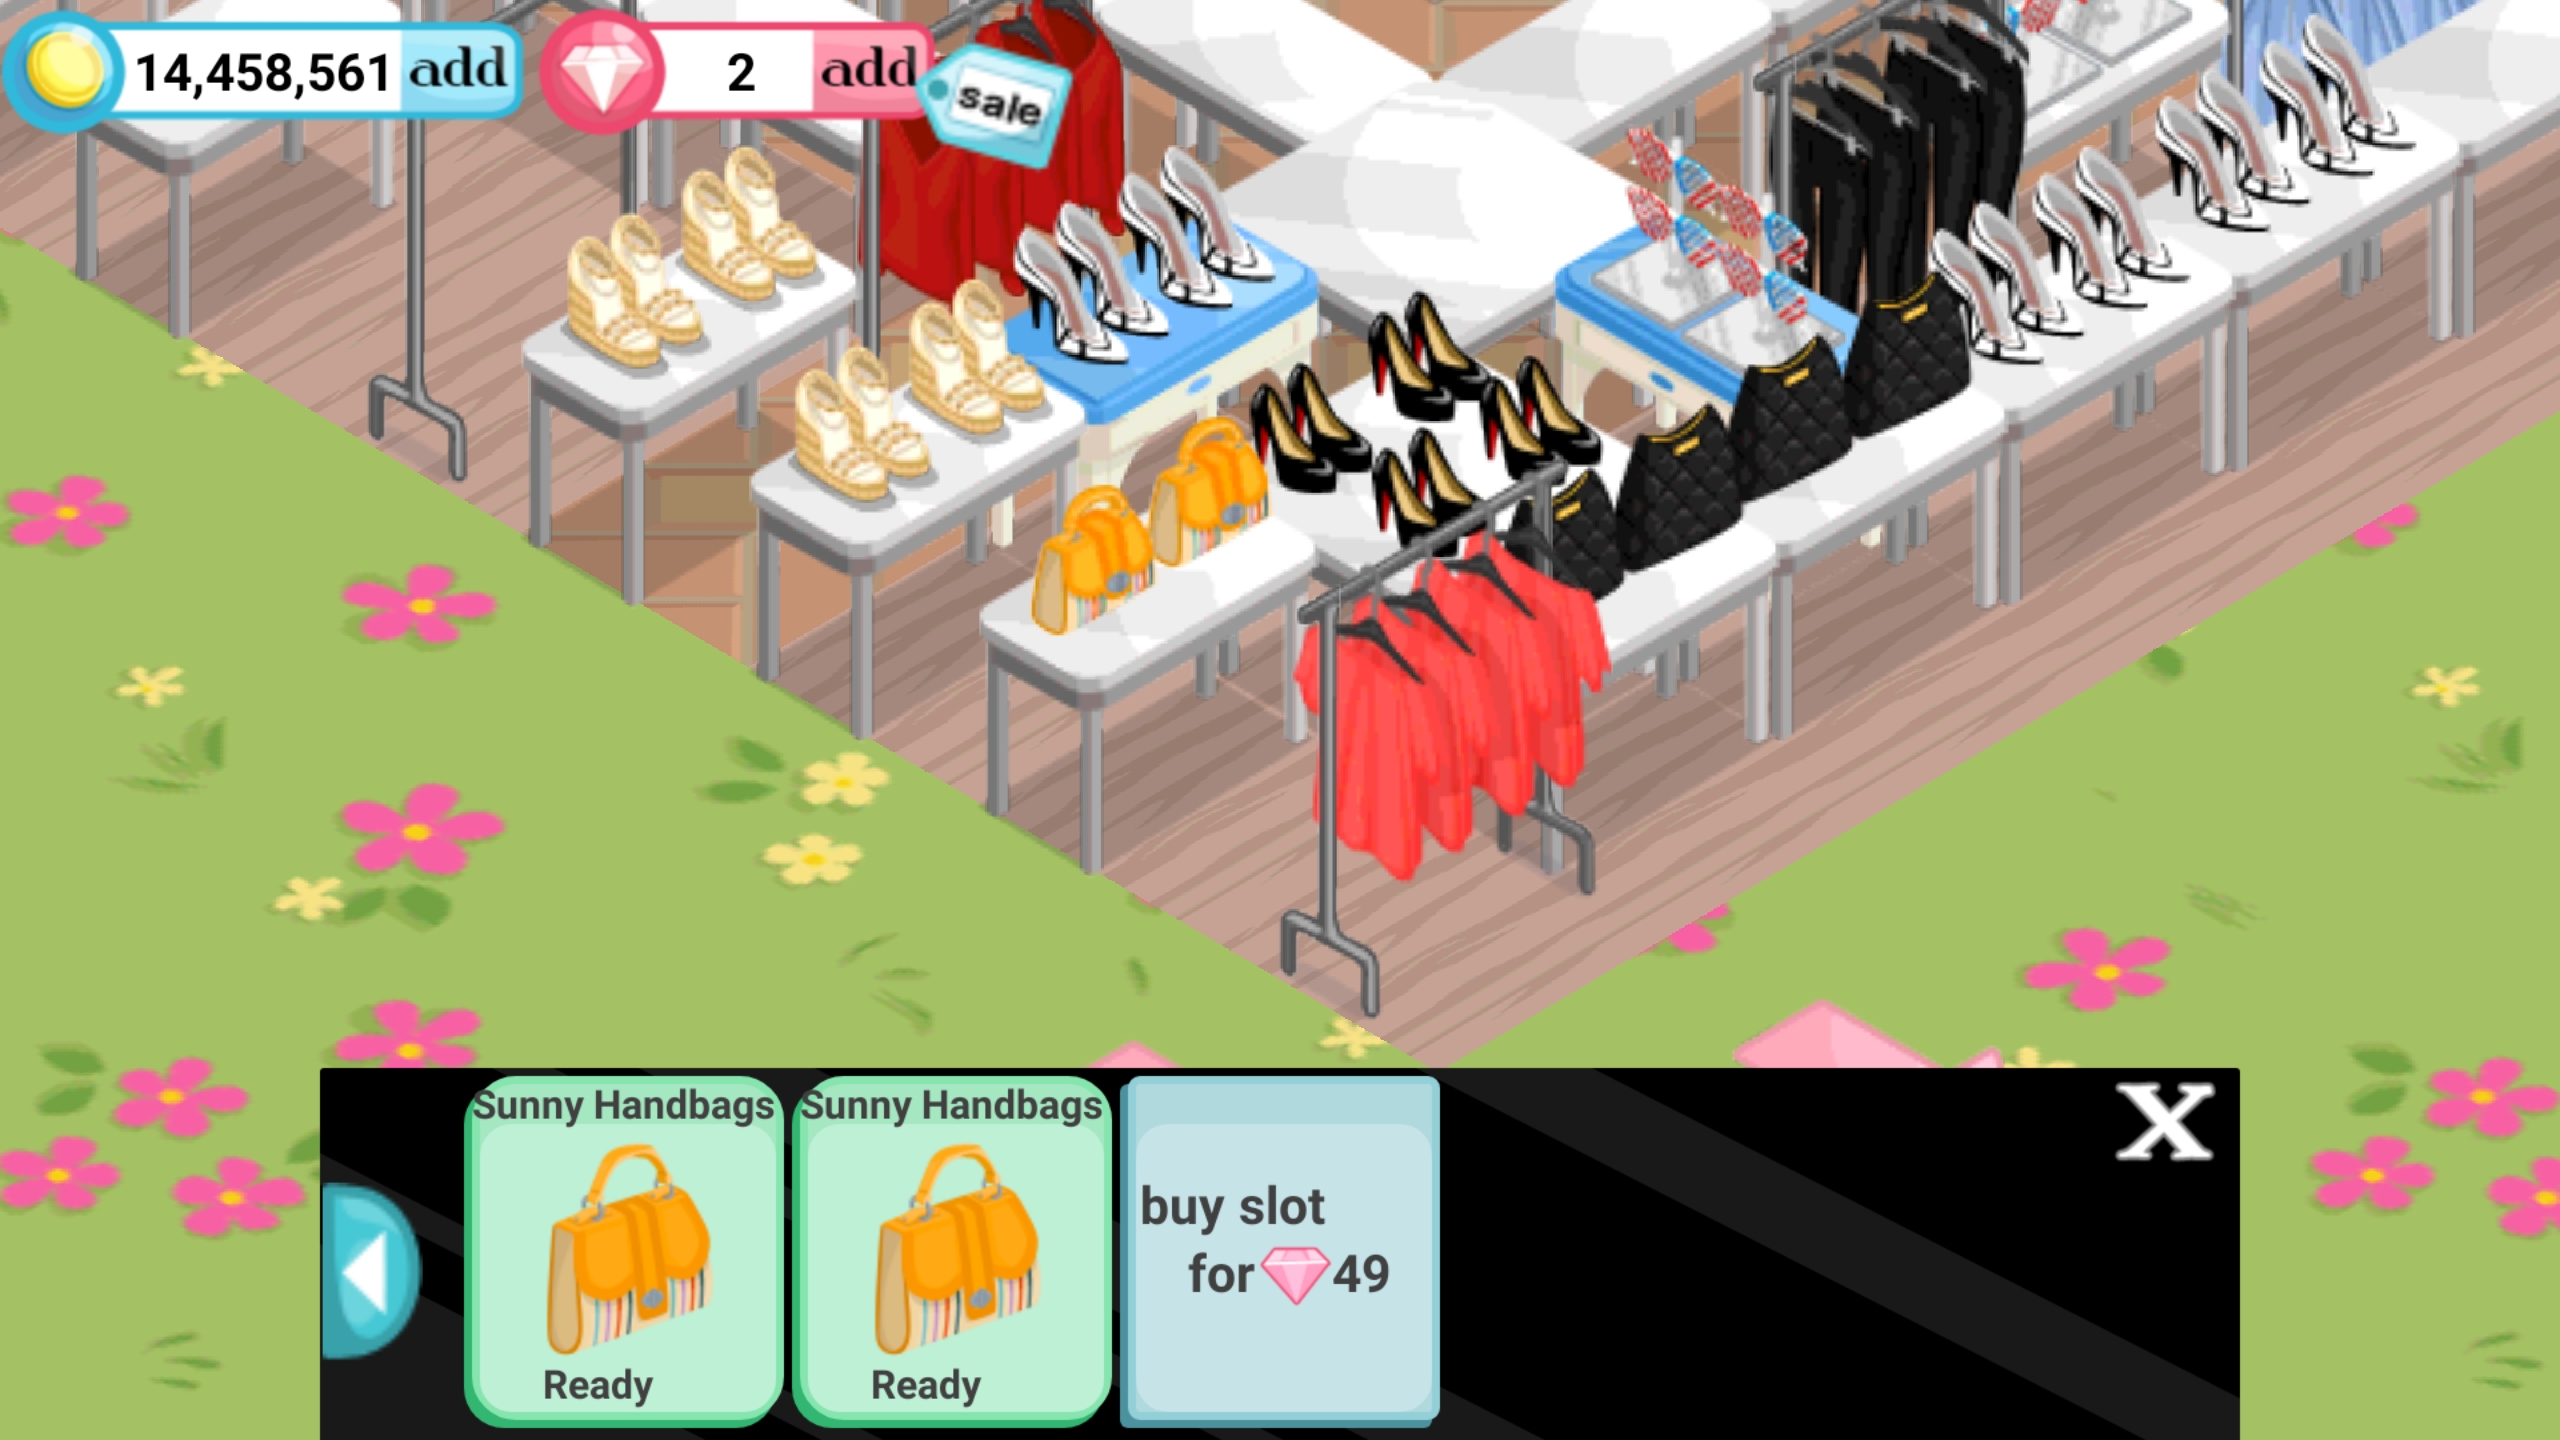 14,458,561 add
2 add
sale
Sunny Handbags
Ready
Sunny Handbags
Ready
buy slot
for 49
X